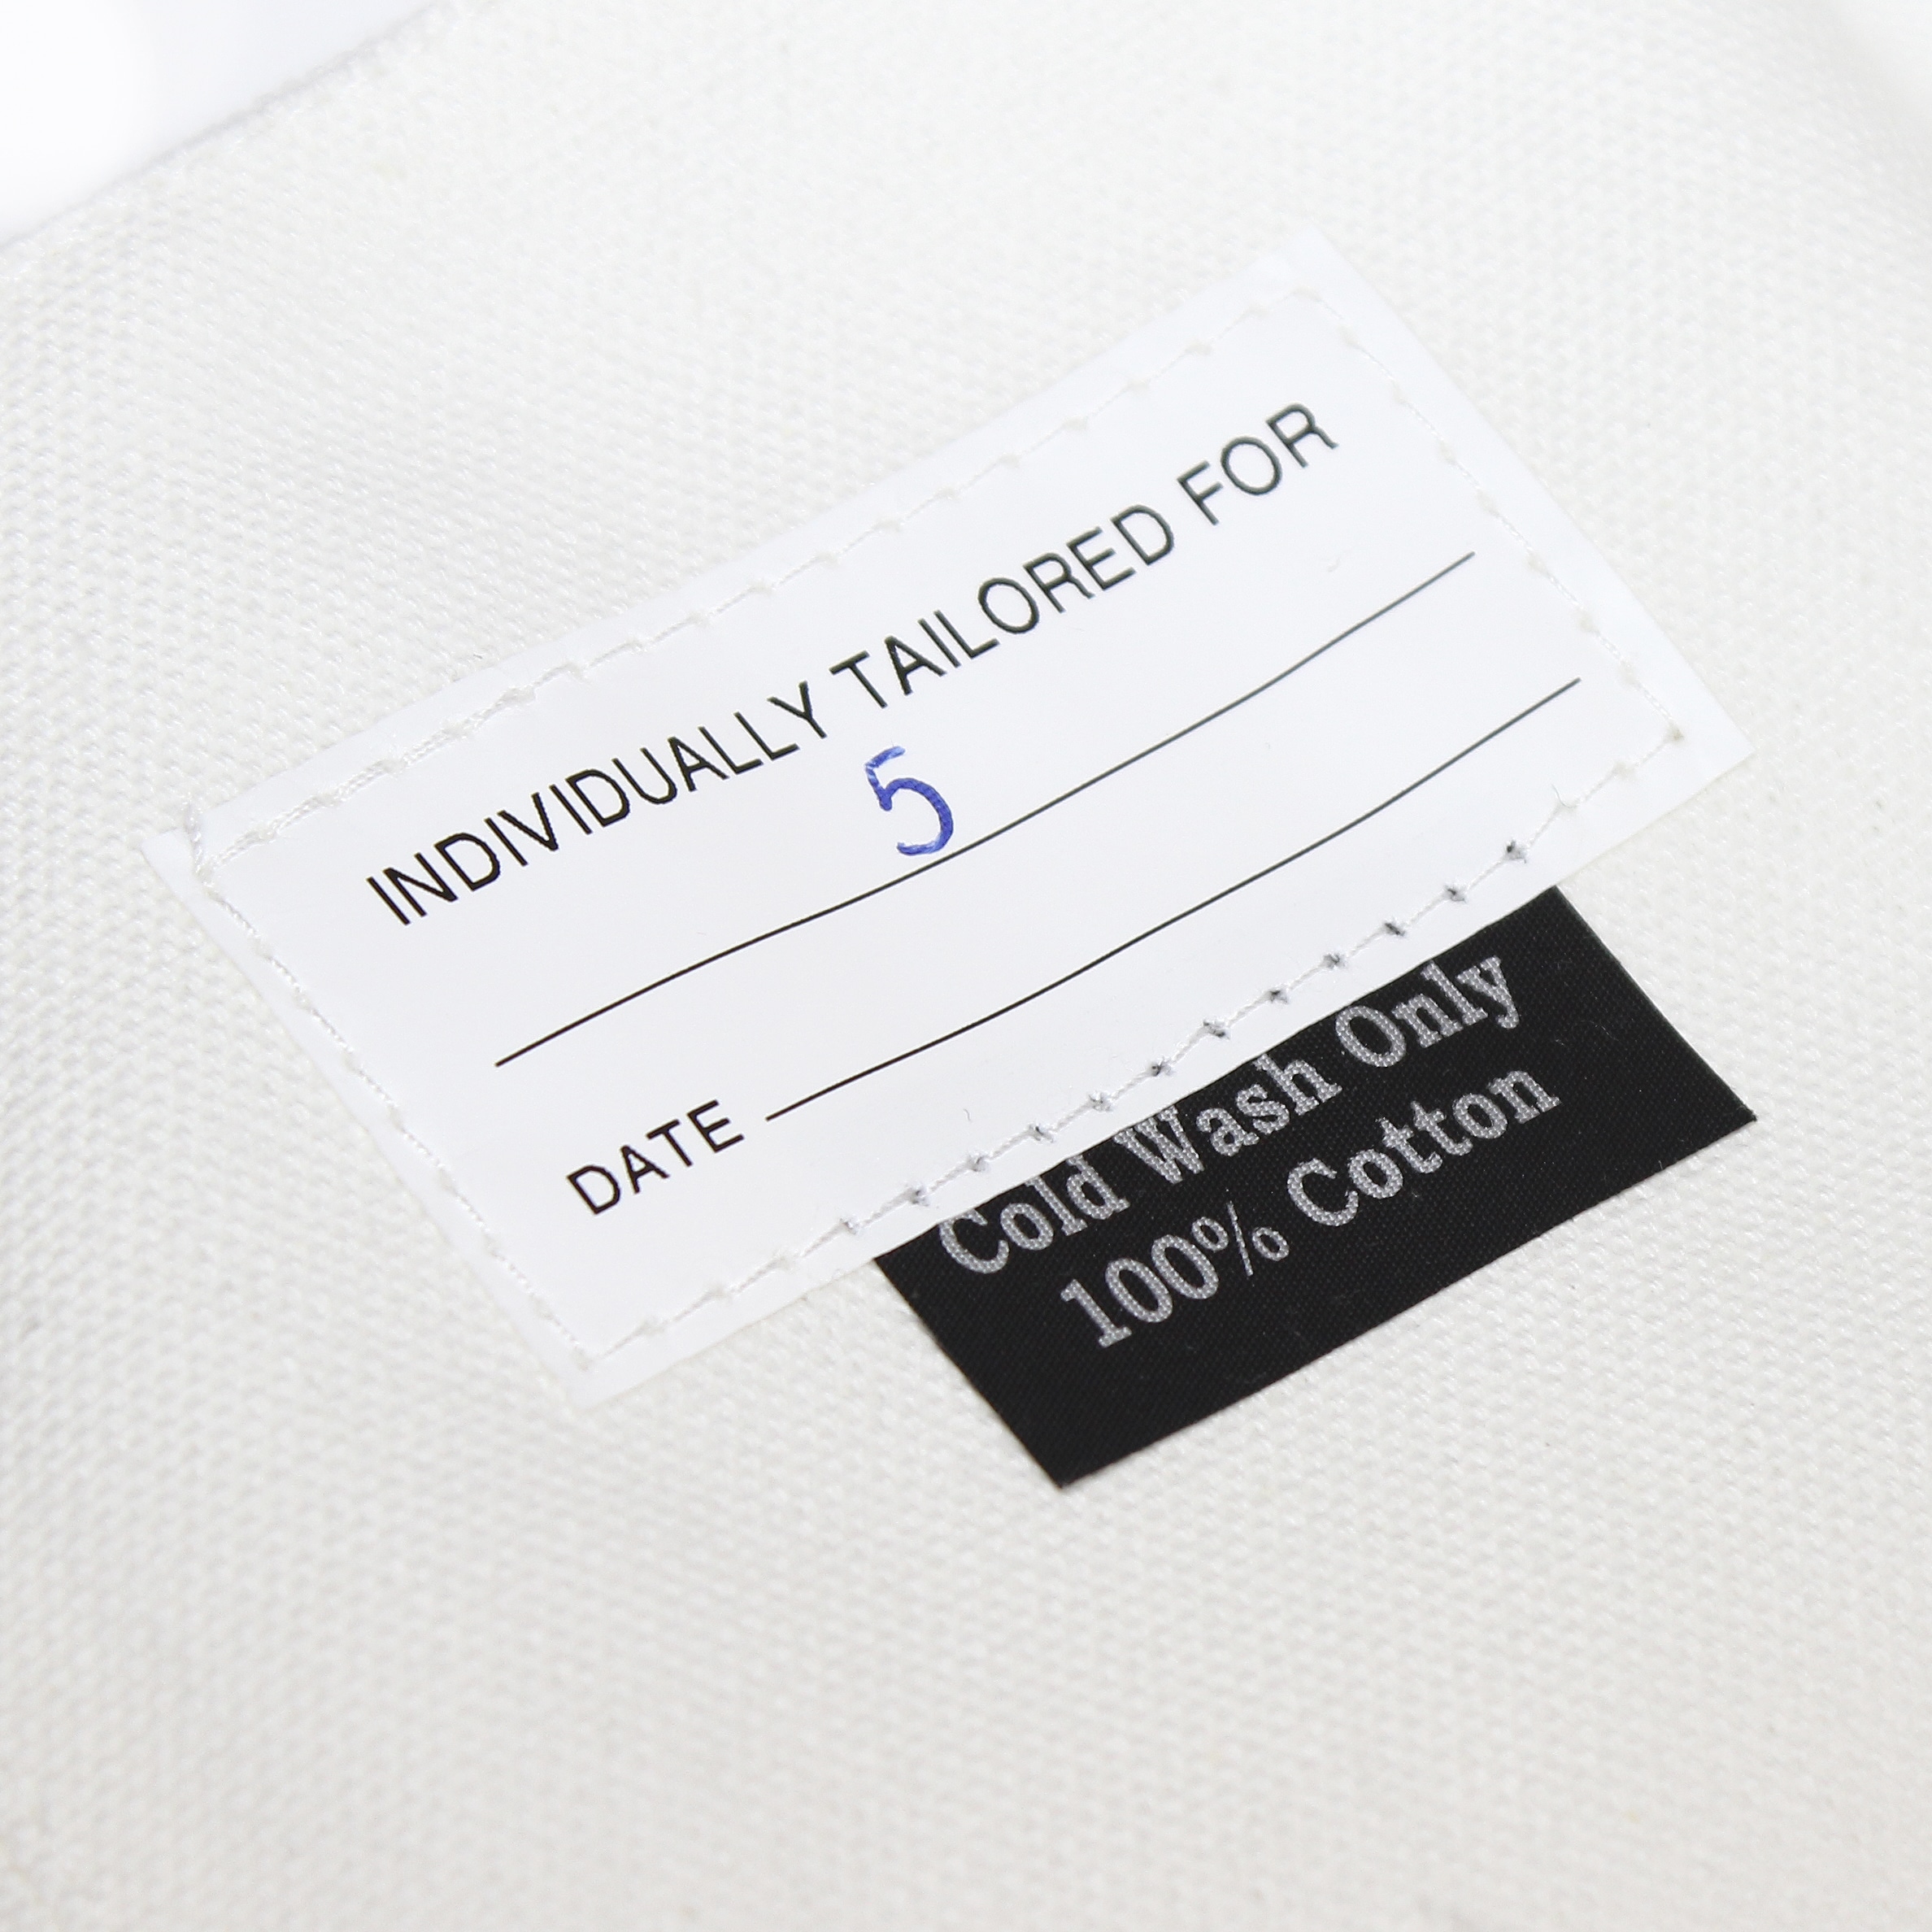 INDIVIDUALLY TAILORED FOR
5
DATE
Cold Wash Only
100% Cotton